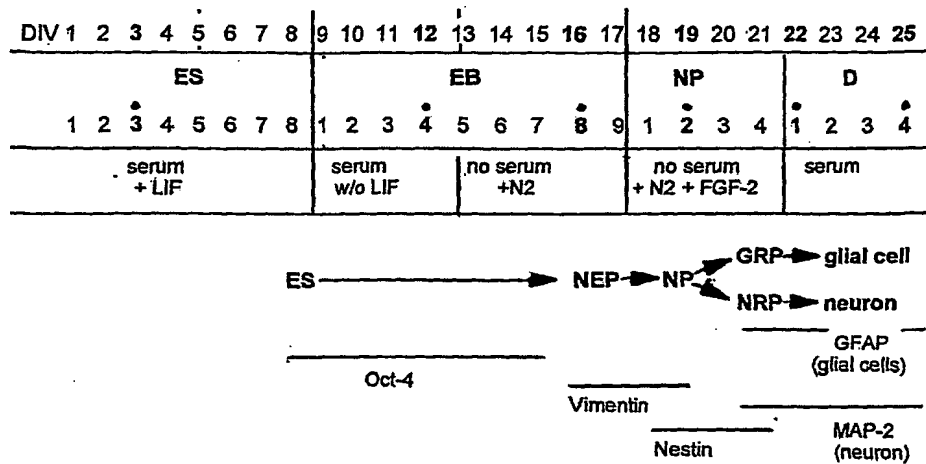 DIV 1 2 3 4 5 6 7 8 9 10 11 12 13 14 15 16 17 18 19 20 21 22 23 24 25
ES EB NP D
1 2 3 4 5 6 7 8 1 2 3 4 5 6 7 8 9 1 2 3 4 1 2 3 4
serum serum no serum no serum serum
+ LIF w/o LIF +N2 + N2 + FGF-2
GRP glial cell
ES NEP NP
NRP neuron
GFAP
(glial cells)
Oct-4
Vimentin
MAP-2
Nestin
(neuron)